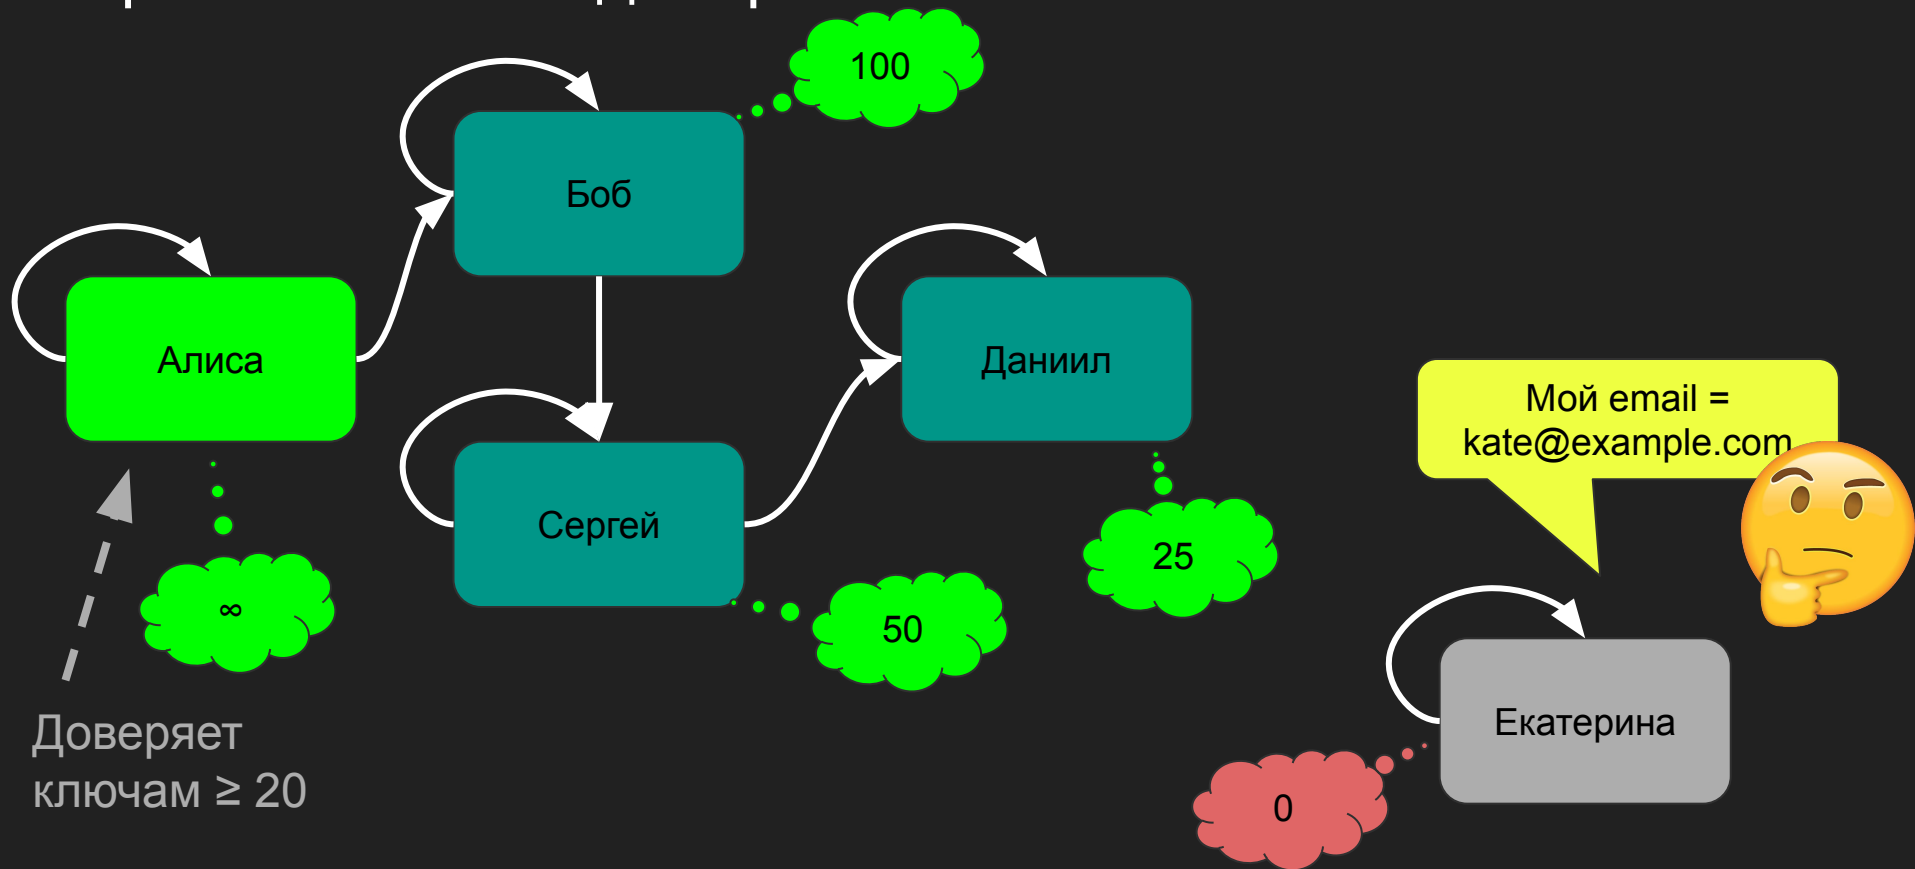 100
Боб
Алиса
Даниил
Мой email =
kate@example.com
Сергей
25
∞
50
Доверяет
ключам ≥ 20
Екатерина
0